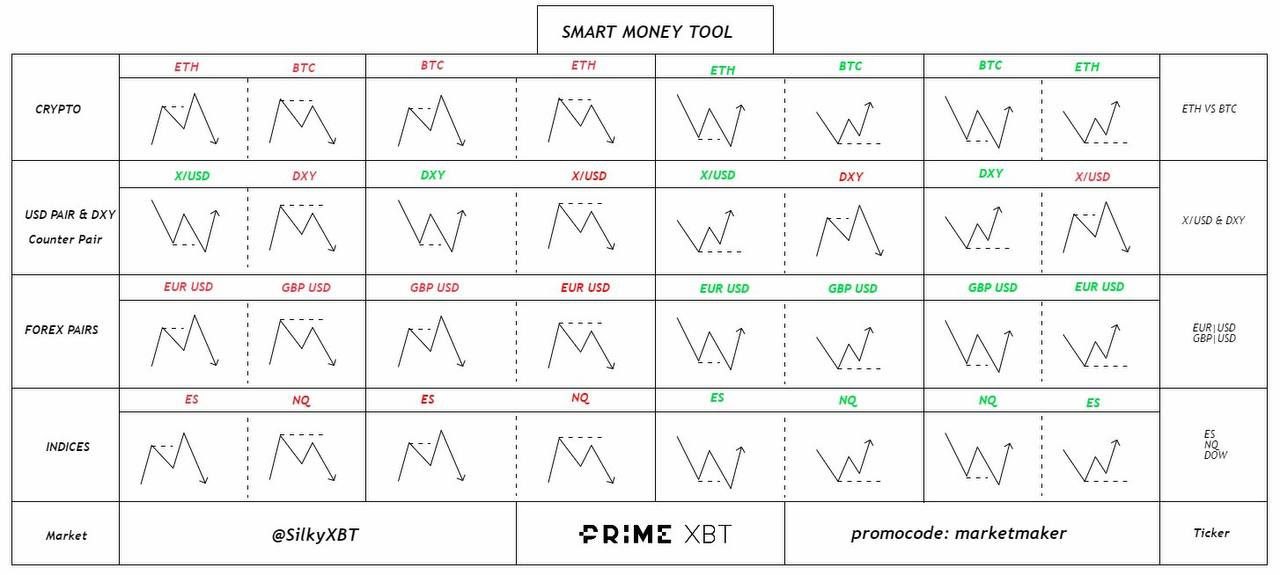 SMART MONEY TOOL
ETH BTC BTC ETH ETH BTC BTC ETH
CRYPTO
ETH VS BTC
X/USD DXY DXY X/USD X/USD DXY DXY X/USD
USD PAIR & DXY
Counter Pair
X/USD & DXY
EUR USD GBP USD GBP USD EUR USD EUR USD GBP USD GBP USD EUR USD
FOREX PAIRS
EUR|USD
GBP|USD
ES NQ ES NQ ES NQ NQ ES
INDICES
ES
NQ
DOW
Market @SilkyXBT PRIME XBT promocode: marketmaker Ticker